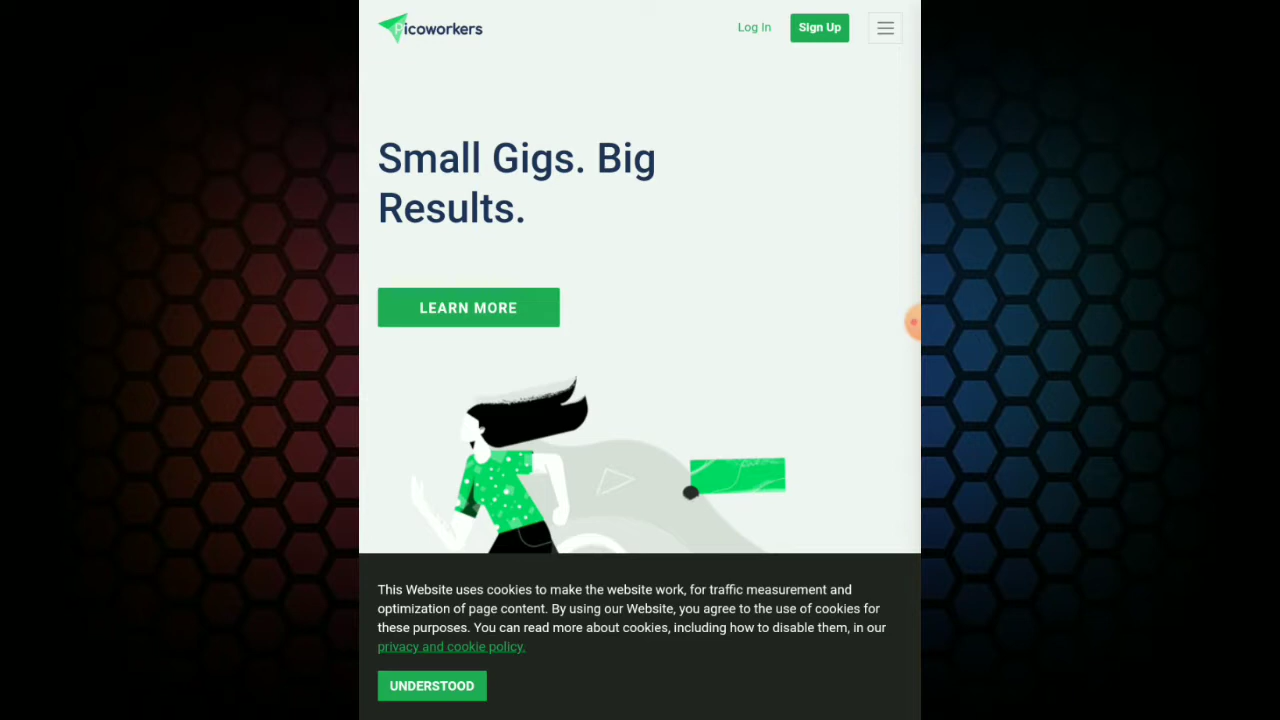 Picoworkers
Log In
Sign Up
Small Gigs. Big
Results.
LEARN MORE
This Website uses cookies to make the website work, for traffic measurement and
optimization of page content. By using our Website, you agree to the use of cookies for
these purposes. You can read more about cookies, including how to disable them, in our
privacy and cookie policy.
UNDERSTOOD